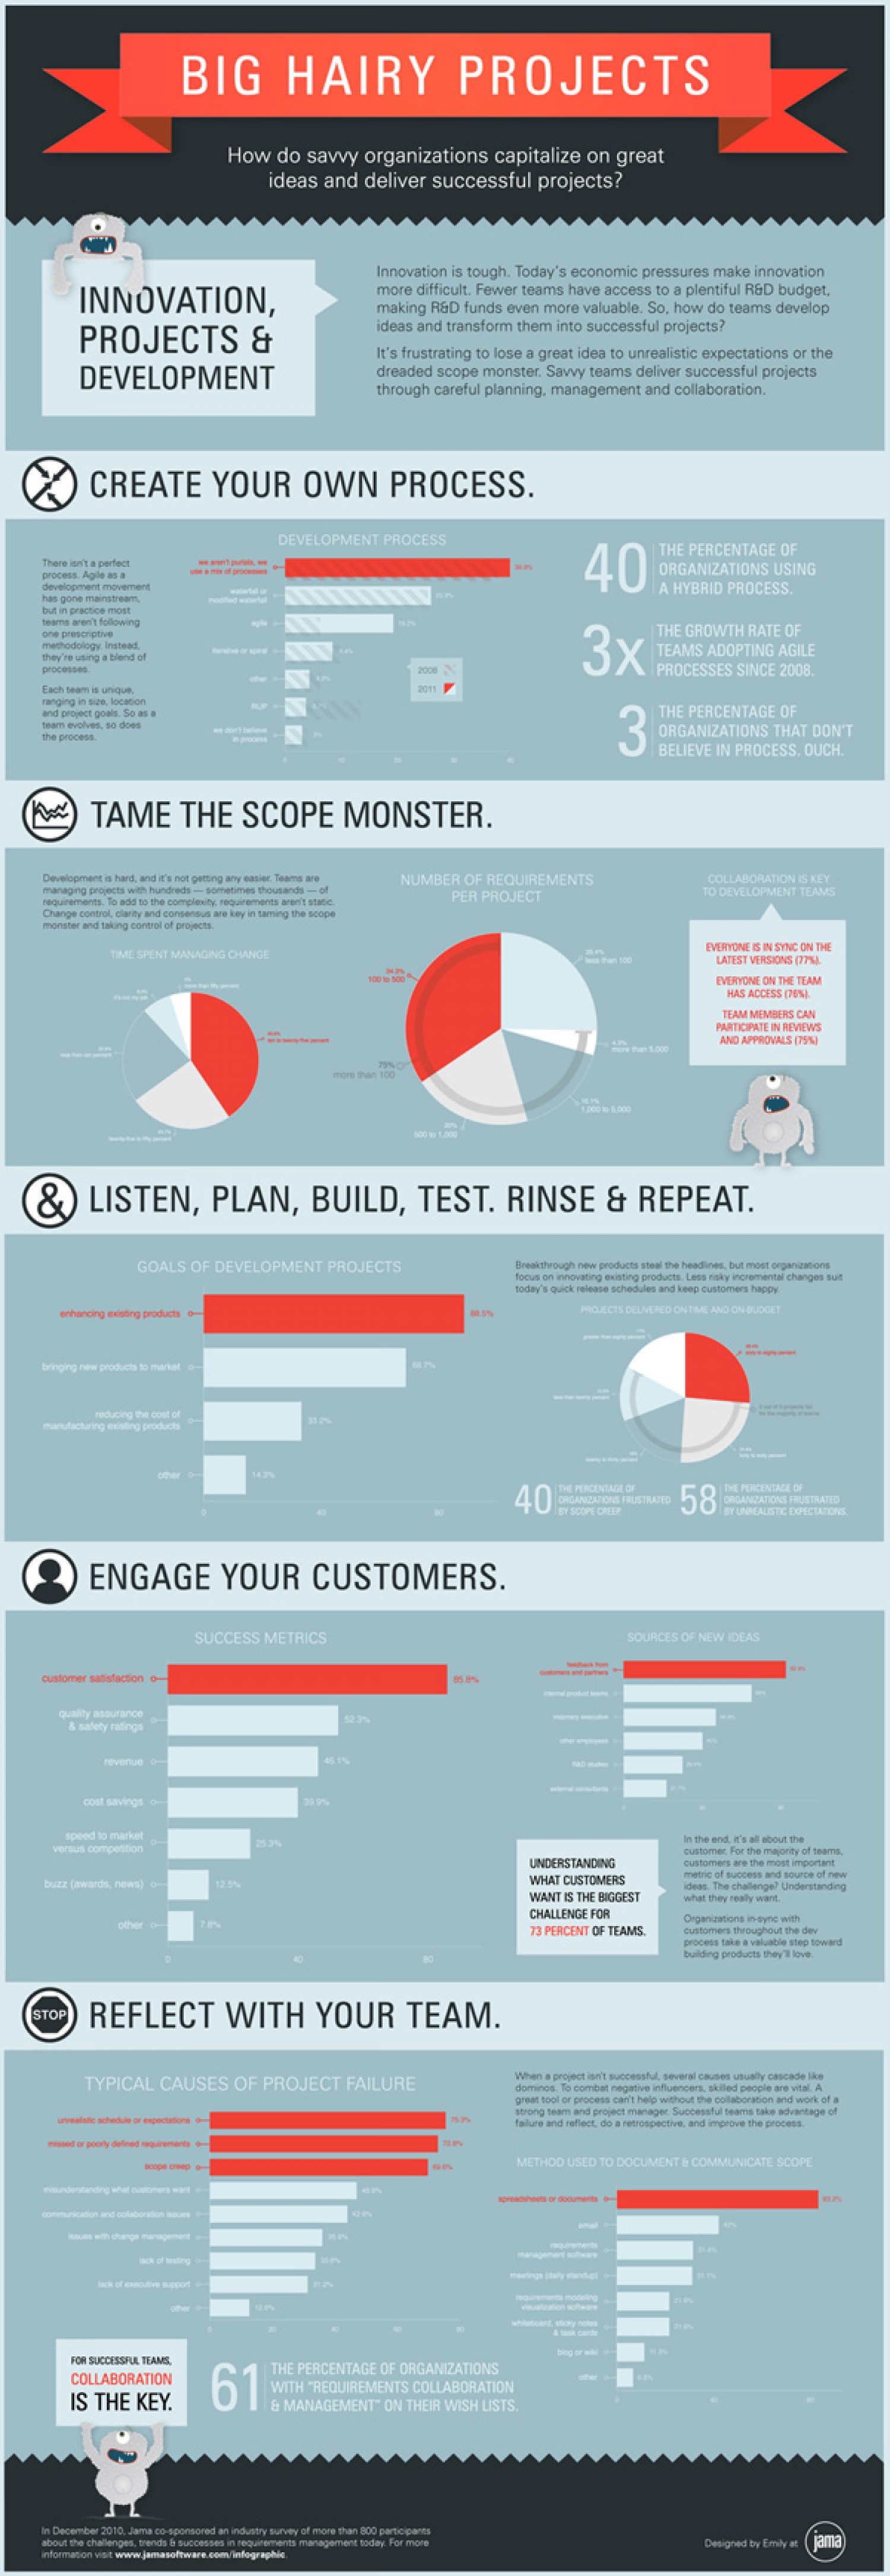 BIG HAIRY PROJECTS
How do savvy organizations capitalize on great
ideas and deliver successful projects?
INNOVATION,
PROJECTS &
DEVELOPMENT
Innovation is tough. Today's economic pressures make innovation
more difficult. Fewer teams have access to a plentiful R&D budget,
making R&D funds even more valuable. So, how do teams develop
ideas and transform them into successful projects?
It's frustrating to lose a great idea to unrealistic expectations or the
dreaded scope monster. Savvy teams deliver successful projects
through careful planning, management and collaboration.
CREATE YOUR OWN PROCESS.
There isn't a perfect
process. Agile as a
development movement
has gone mainstream,
but in practice most
teams aren't following
one prescriptive
methodology. Instead,
they're using a blend of
processes.
Each team is unique,
ranging in size, location
and project goals. So as a
team evolves, so does
the process.
DEVELOPMENT PROCESS
we aren't purists, we
use a mix of processes
waterfall or
modified waterfall
agile
iterative or spiral
other
RUP
we don't believe
in process
2008
2011
0 10 20 30 40
40 THE PERCENTAGE OF
ORGANIZATIONS USING
A HYBRID PROCESS.
3x THE GROWTH RATE OF
TEAMS ADOPTING AGILE
PROCESSES SINCE 2008.
3 THE PERCENTAGE OF
ORGANIZATIONS THAT DON'T
BELIEVE IN PROCESS. OUCH.
TAME THE SCOPE MONSTER.
Development is hard, and it's not getting any easier. Teams are
managing projects with hundreds — sometimes thousands — of
requirements. To add to the complexity, requirements aren't static.
Change control, clarity and consensus are key in taming the scope
monster and taking control of projects.
TIME SPENT MANAGING CHANGE
more than fifty percent
it's not my job
ten to twenty-five percent
less than ten percent
twenty-five to fifty percent
NUMBER OF REQUIREMENTS
PER PROJECT
25.4%
less than 100
34.2%
100 to 500
4.3%
more than 5,000
75%
more than 100
16.1%
1,000 to 5,000
20%
500 to 1,000
COLLABORATION IS KEY
TO DEVELOPMENT TEAMS
EVERYONE IS IN SYNC ON THE
LATEST VERSIONS (77%).
EVERYONE ON THE TEAM
HAS ACCESS (76%).
TEAM MEMBERS CAN
PARTICIPATE IN REVIEWS
AND APPROVALS (75%)
& LISTEN, PLAN, BUILD, TEST. RINSE & REPEAT.
GOALS OF DEVELOPMENT PROJECTS
enhancing existing products 88.5%
bringing new products to market 68.7%
reducing the cost of
manufacturing existing products 33.2%
other 14.3%
0 40 80
Breakthrough new products steal the headlines, but most organizations
focus on innovating existing products. Less risky incremental changes suit
today's quick release schedules and keep customers happy.
PROJECTS DELIVERED ON-TIME AND ON-BUDGET
greater than eighty percent
sixty to eighty percent
less than twenty percent
3 out of 5 projects fail
for the majority of teams
forty to sixty percent
twenty to forty percent
40 THE PERCENTAGE OF
ORGANIZATIONS FRUSTRATED
BY SCOPE CREEP.
58 THE PERCENTAGE OF
ORGANIZATIONS FRUSTRATED
BY UNREALISTIC EXPECTATIONS.
ENGAGE YOUR CUSTOMERS.
SUCCESS METRICS
customer satisfaction 85.8%
quality assurance
& safety ratings 52.3%
revenue 46.1%
cost savings 39.9%
speed to market
versus competition 25.3%
buzz (awards, news) 12.5%
other 7.8%
0 40 80
SOURCES OF NEW IDEAS
feedback from
customers and partners
internal product teams
visionary executive
other employees
R&D studies
external consultants
UNDERSTANDING
WHAT CUSTOMERS
WANT IS THE BIGGEST
CHALLENGE FOR
73 PERCENT OF TEAMS.
In the end, it's all about the
customer. For the majority of teams,
customers are the most important
metric of success and source of new
ideas. The challenge? Understanding
what they really want.
Organizations in-sync with
customers throughout the dev
process take a valuable step toward
building products they'll love.
STOP REFLECT WITH YOUR TEAM.
TYPICAL CAUSES OF PROJECT FAILURE
unrealistic schedule or expectations
missed or poorly defined requirements
scope creep
misunderstanding what customers want
communication and collaboration issues
issues with change management
lack of testing
lack of executive support
other
When a project isn't successful, several causes usually cascade like
dominos. To combat negative influencers, skilled people are vital. A
great tool or process can't help without the collaboration and work of a
strong team and project manager. Successful teams take advantage of
failure and reflect, do a retrospective, and improve the process.
METHOD USED TO DOCUMENT & COMMUNICATE SCOPE
spreadsheets or documents
email
requirements
management software
meetings (daily standup)
requirements modeling
visualization software
whiteboard, sticky notes
& task cards
blog or wiki
other
FOR SUCCESSFUL TEAMS,
COLLABORATION
IS THE KEY.
61 THE PERCENTAGE OF ORGANIZATIONS
WITH "REQUIREMENTS COLLABORATION
& MANAGEMENT" ON THEIR WISH LISTS.
In December 2010, Jama co-sponsored an industry survey of more than 800 participants
about the challenges, trends & successes in requirements management today. For more
information visit www.jamasoftware.com/infographic.
Designed by Emily at jama